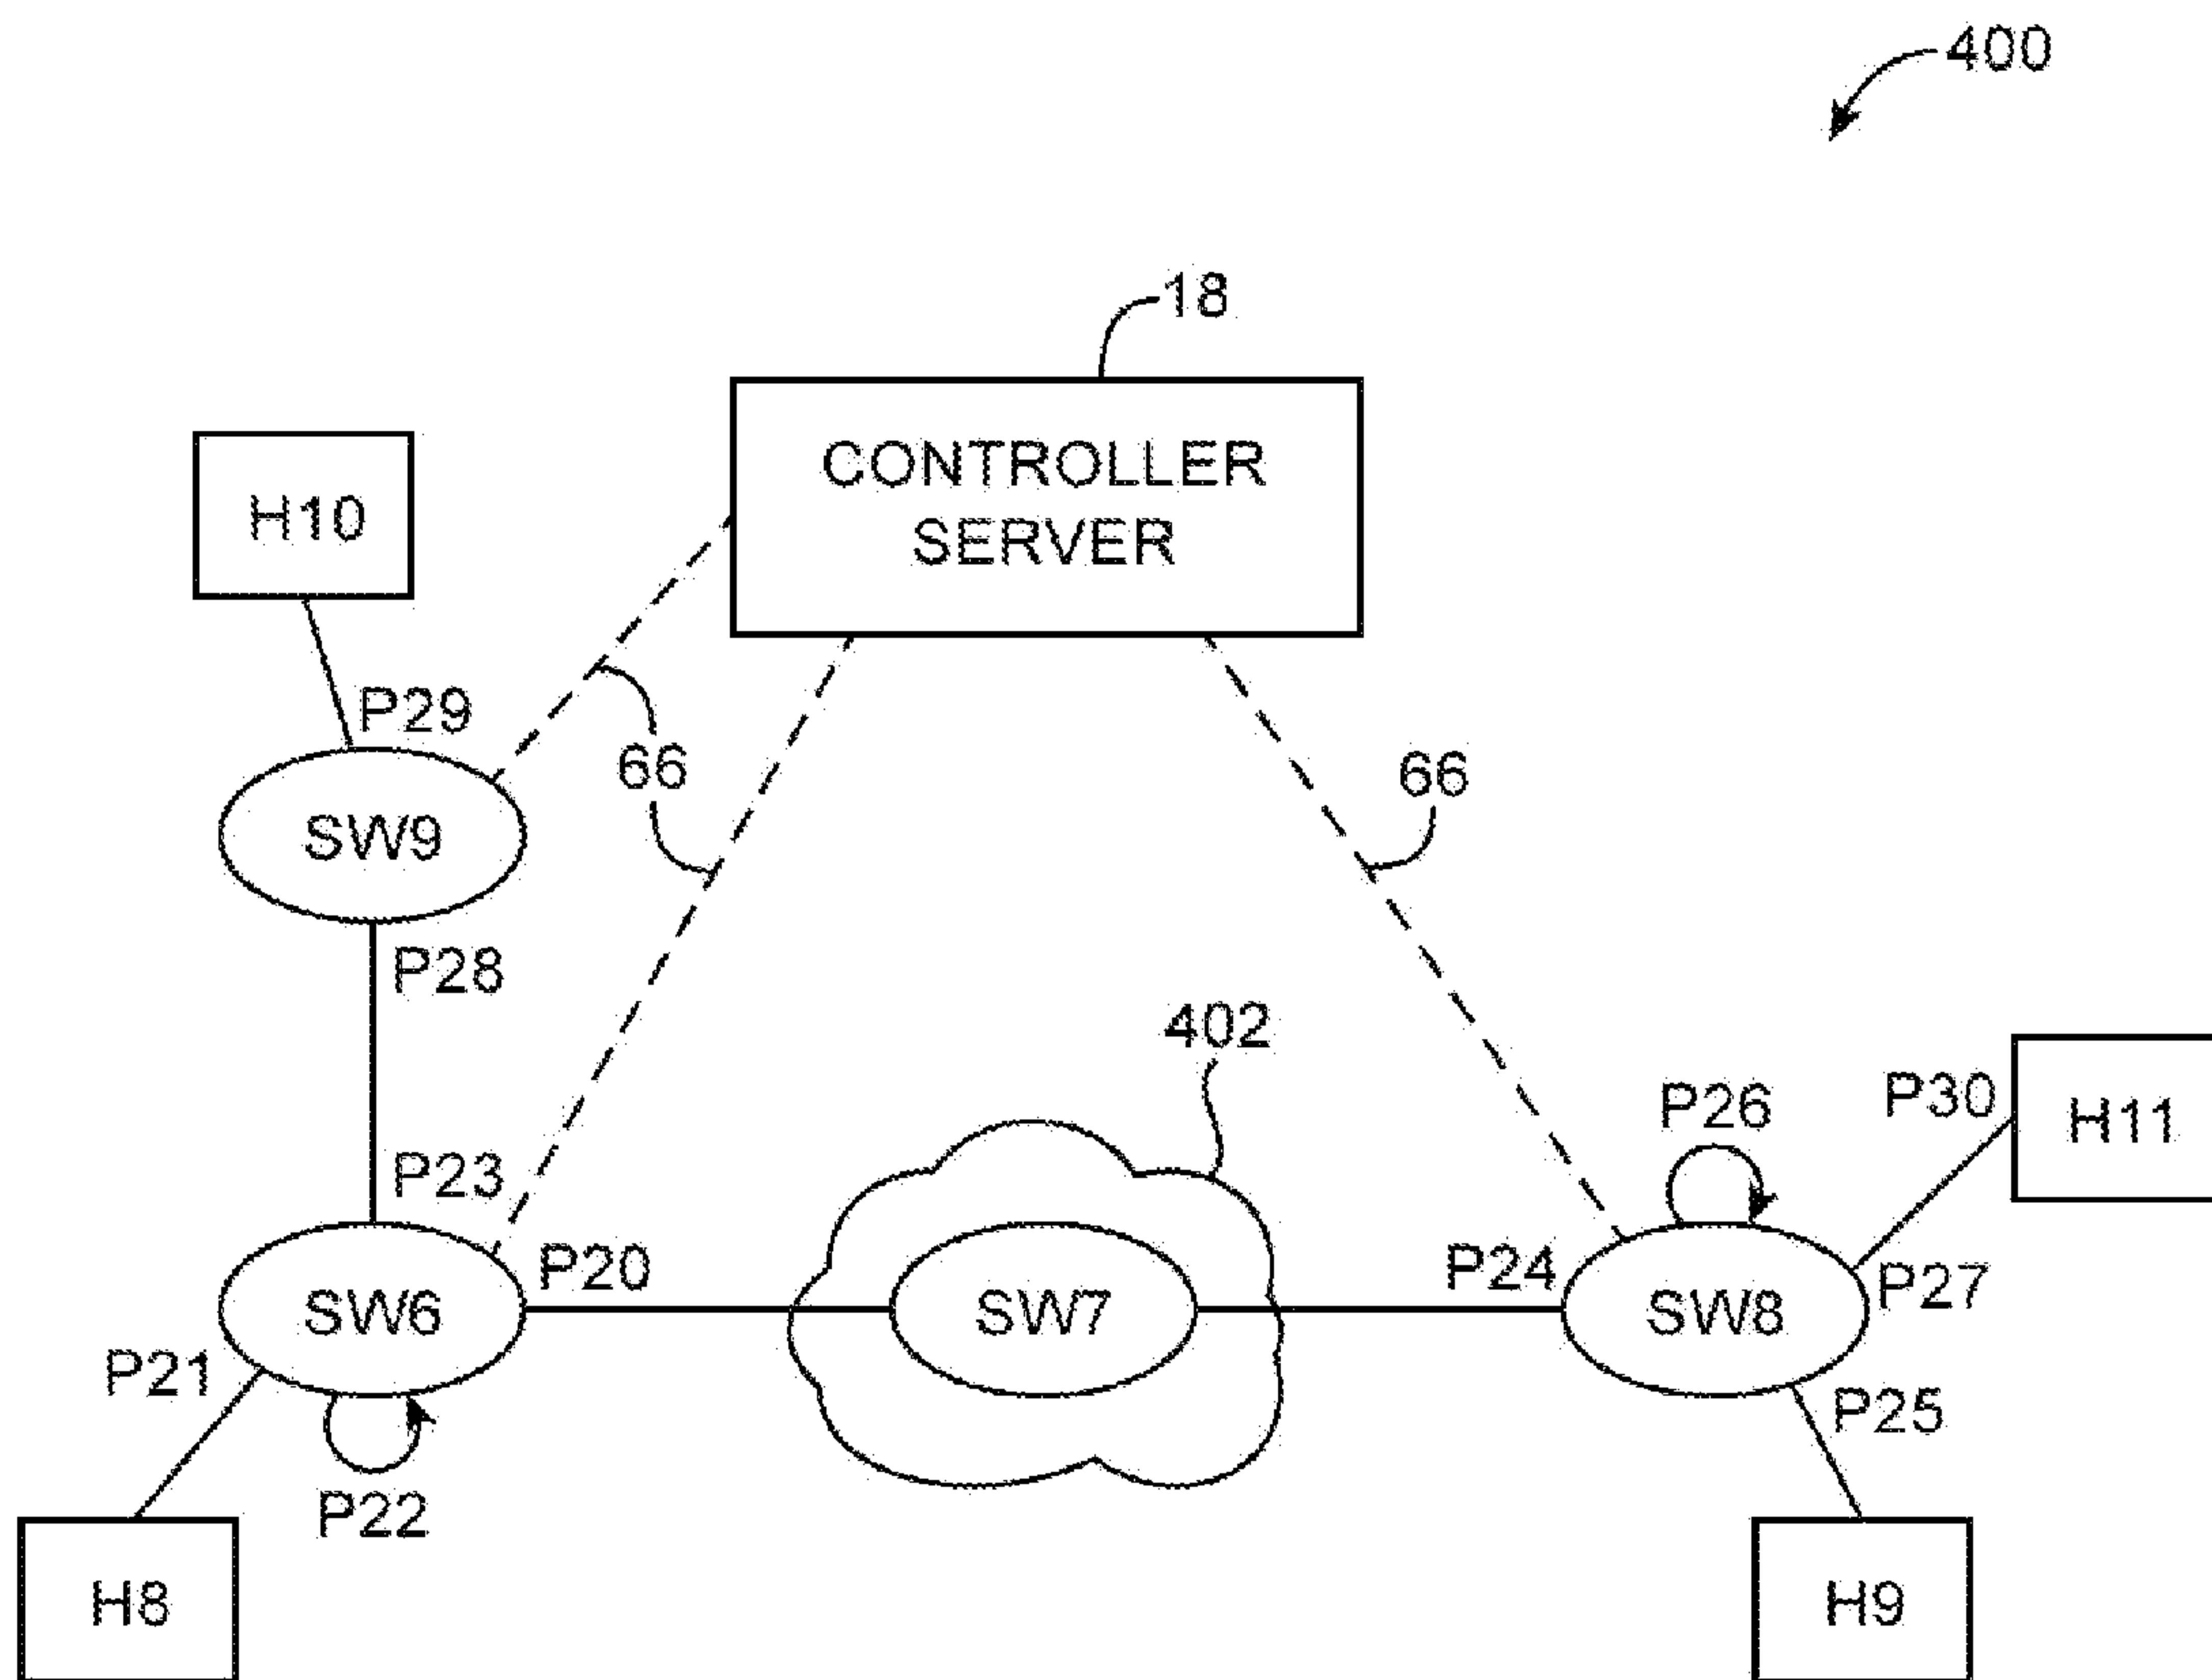 400
18
CONTROLLER
SERVER
H10
P29
66
66
SW9
P28
402
P26
P30
H11
P23
P20
P24
SW6
SW7
SW8
P27
P21
P25
P22
H8
H9